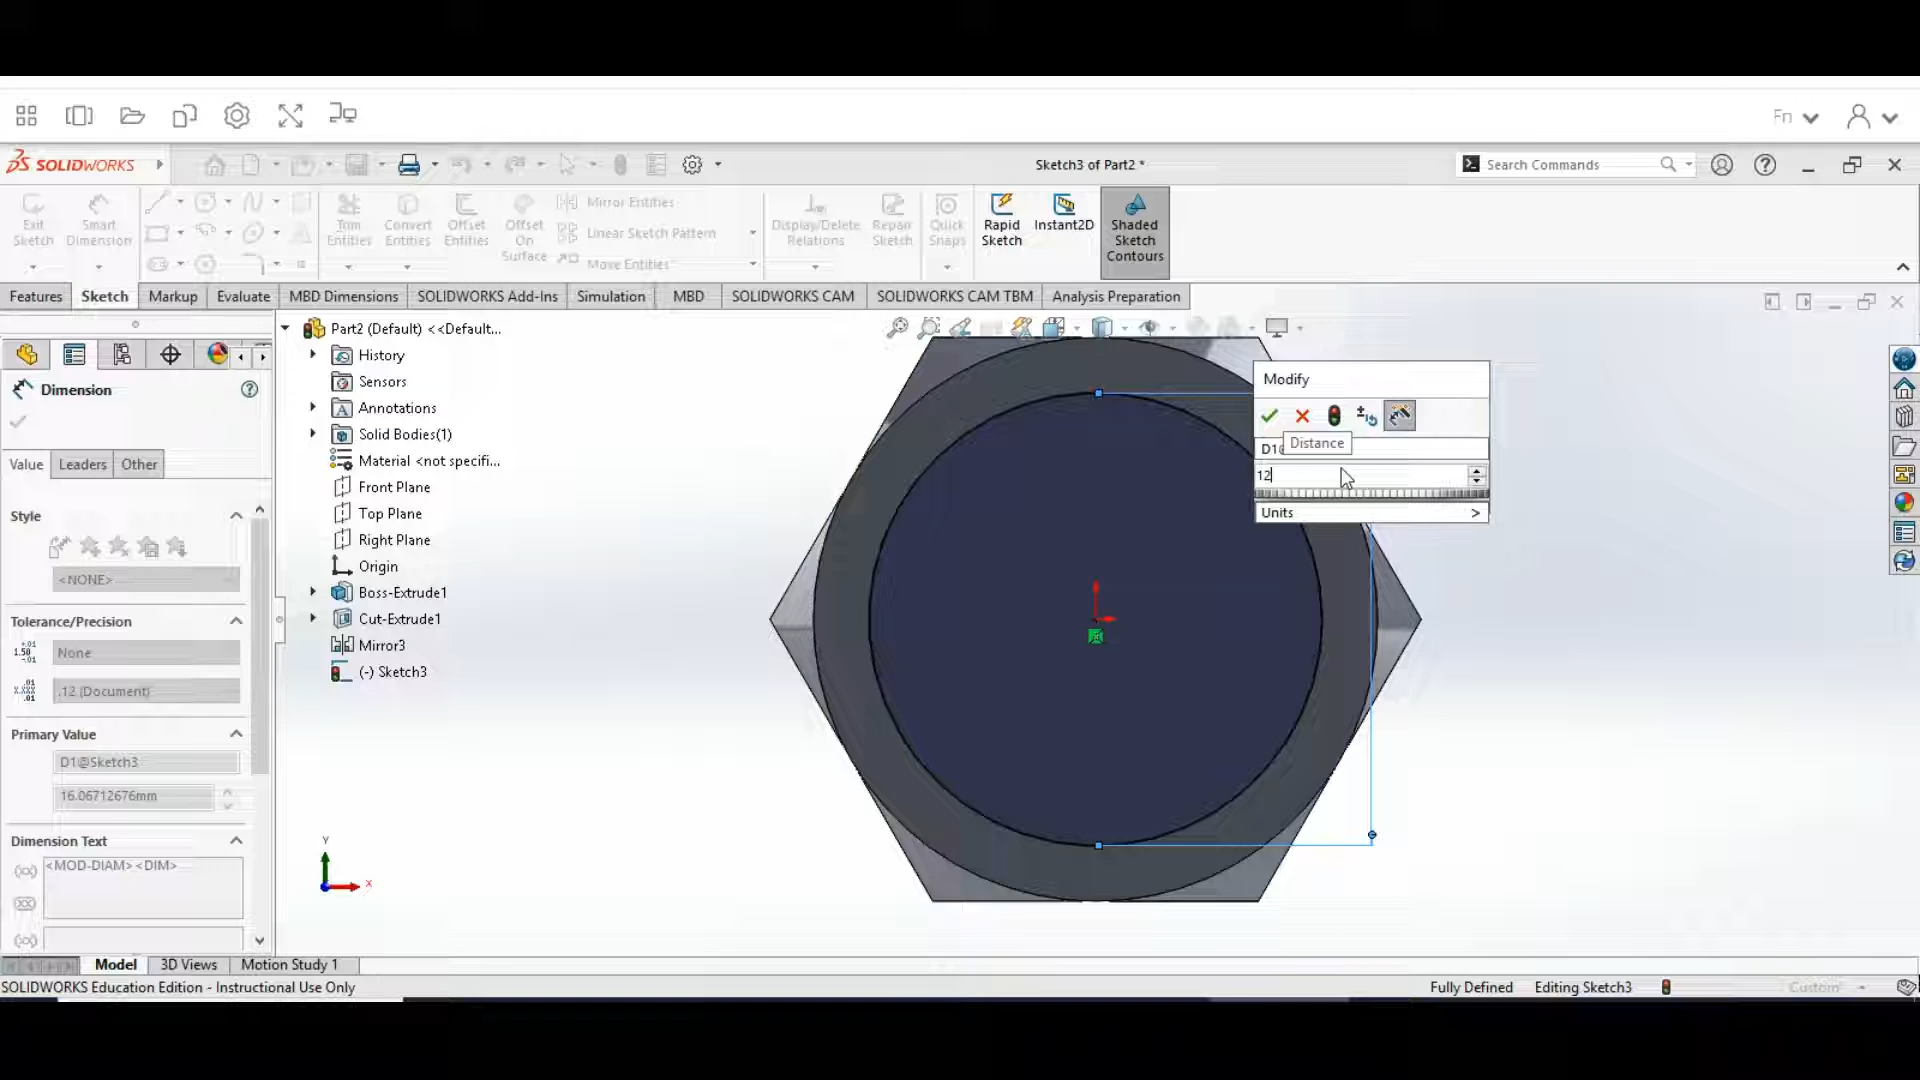 Fn
SOLIDWORKS
Sketch3 of Part2 *
Search Commands
Exit Sketch
Smart Dimension
Trim Entities
Convert Entities
Offset Entities
Offset On Surface
Mirror Entities
Linear Sketch Pattern
Move Entities
Display/Delete Relations
Repair Sketch
Quick Snaps
Rapid Sketch
Instant2D
Shaded Sketch Contours
Features
Sketch
Markup
Evaluate
MBD Dimensions
SOLIDWORKS Add-Ins
Simulation
MBD
SOLIDWORKS CAM
SOLIDWORKS CAM TBM
Analysis Preparation
Dimension
Value
Leaders
Other
Style
<NONE>
Tolerance/Precision
None
.12 (Document)
Primary Value
D1@Sketch3
16.06712676mm
Dimension Text
<MOD-DIAM><DIM>
Part2 (Default) <<Default...
History
Sensors
Annotations
Solid Bodies(1)
Material <not specifi...
Front Plane
Top Plane
Right Plane
Origin
Boss-Extrude1
Cut-Extrude1
Mirror3
(-) Sketch3
Modify
D1@
Distance
12
Units
>
Y
X
Model
3D Views
Motion Study 1
SOLIDWORKS Education Edition - Instructional Use Only
Fully Defined
Editing Sketch3
Custom